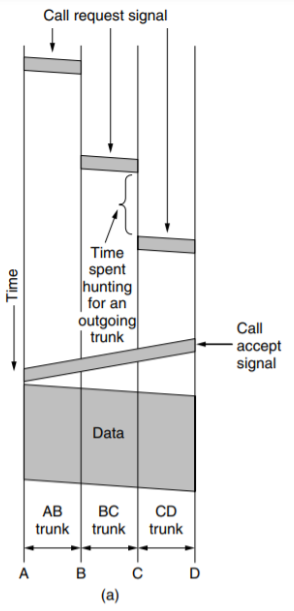 Call request signal
Time
spent
hunting
for an
outgoing
trunk
Time
Call
accept
signal
Data
AB
trunk
BC
trunk
CD
trunk
A B C D
(a)